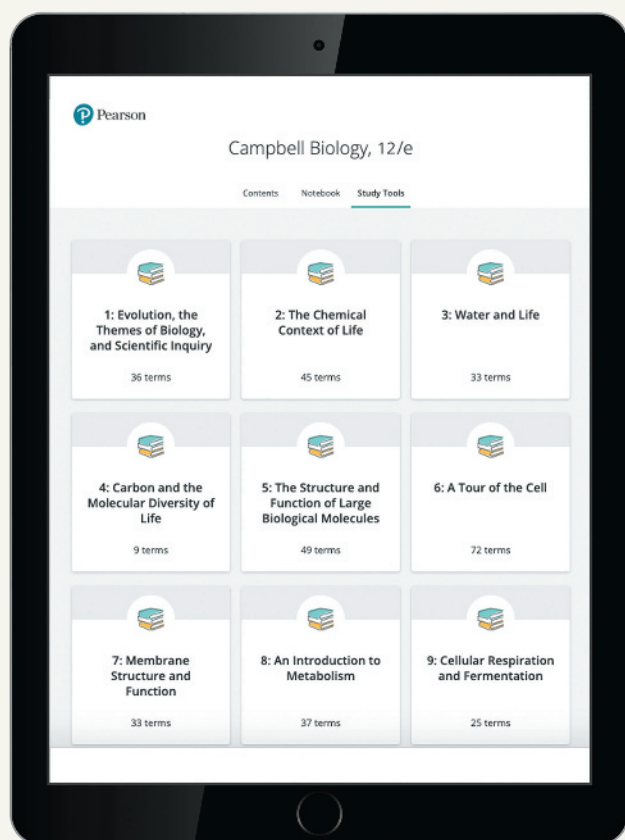 Pearson
Campbell Biology, 12/e
Contents Notebook Study Tools
1: Evolution, the
Themes of Biology,
and Scientific Inquiry
36 terms
2: The Chemical
Context of Life
45 terms
3: Water and Life
33 terms
4: Carbon and the
Molecular Diversity of
Life
9 terms
5: The Structure and
Function of Large
Biological Molecules
49 terms
6: A Tour of the Cell
72 terms
7: Membrane
Structure and
Function
33 terms
8: An Introduction to
Metabolism
37 terms
9: Cellular Respiration
and Fermentation
25 terms